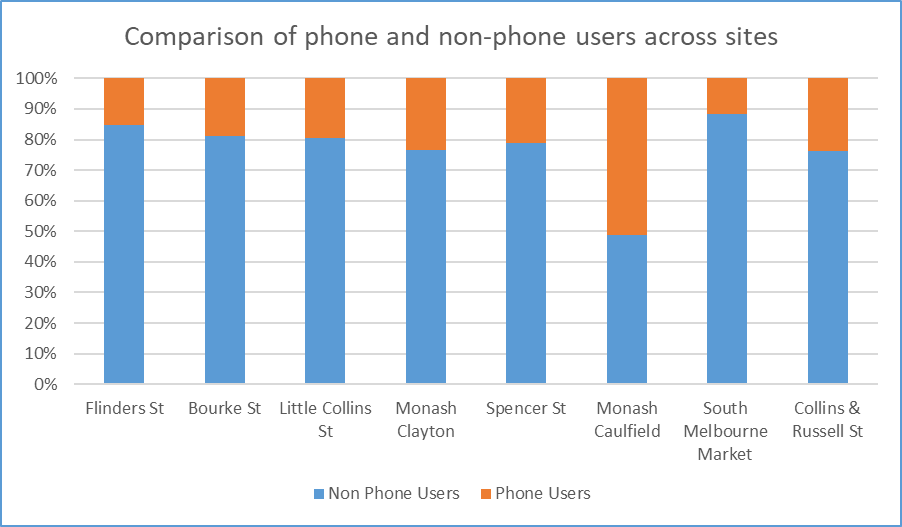 Comparison of phone and non-phone users across sites
100%
90%
80%
70%
60%
50%
40%
30%
20%
10%
0%
Flinders St
Bourke St
Little Collins
St
Monash
Clayton
Spencer St
Monash
Caulfield
South
Melbourne
Market
Collins &
Russell St
Non Phone Users
Phone Users